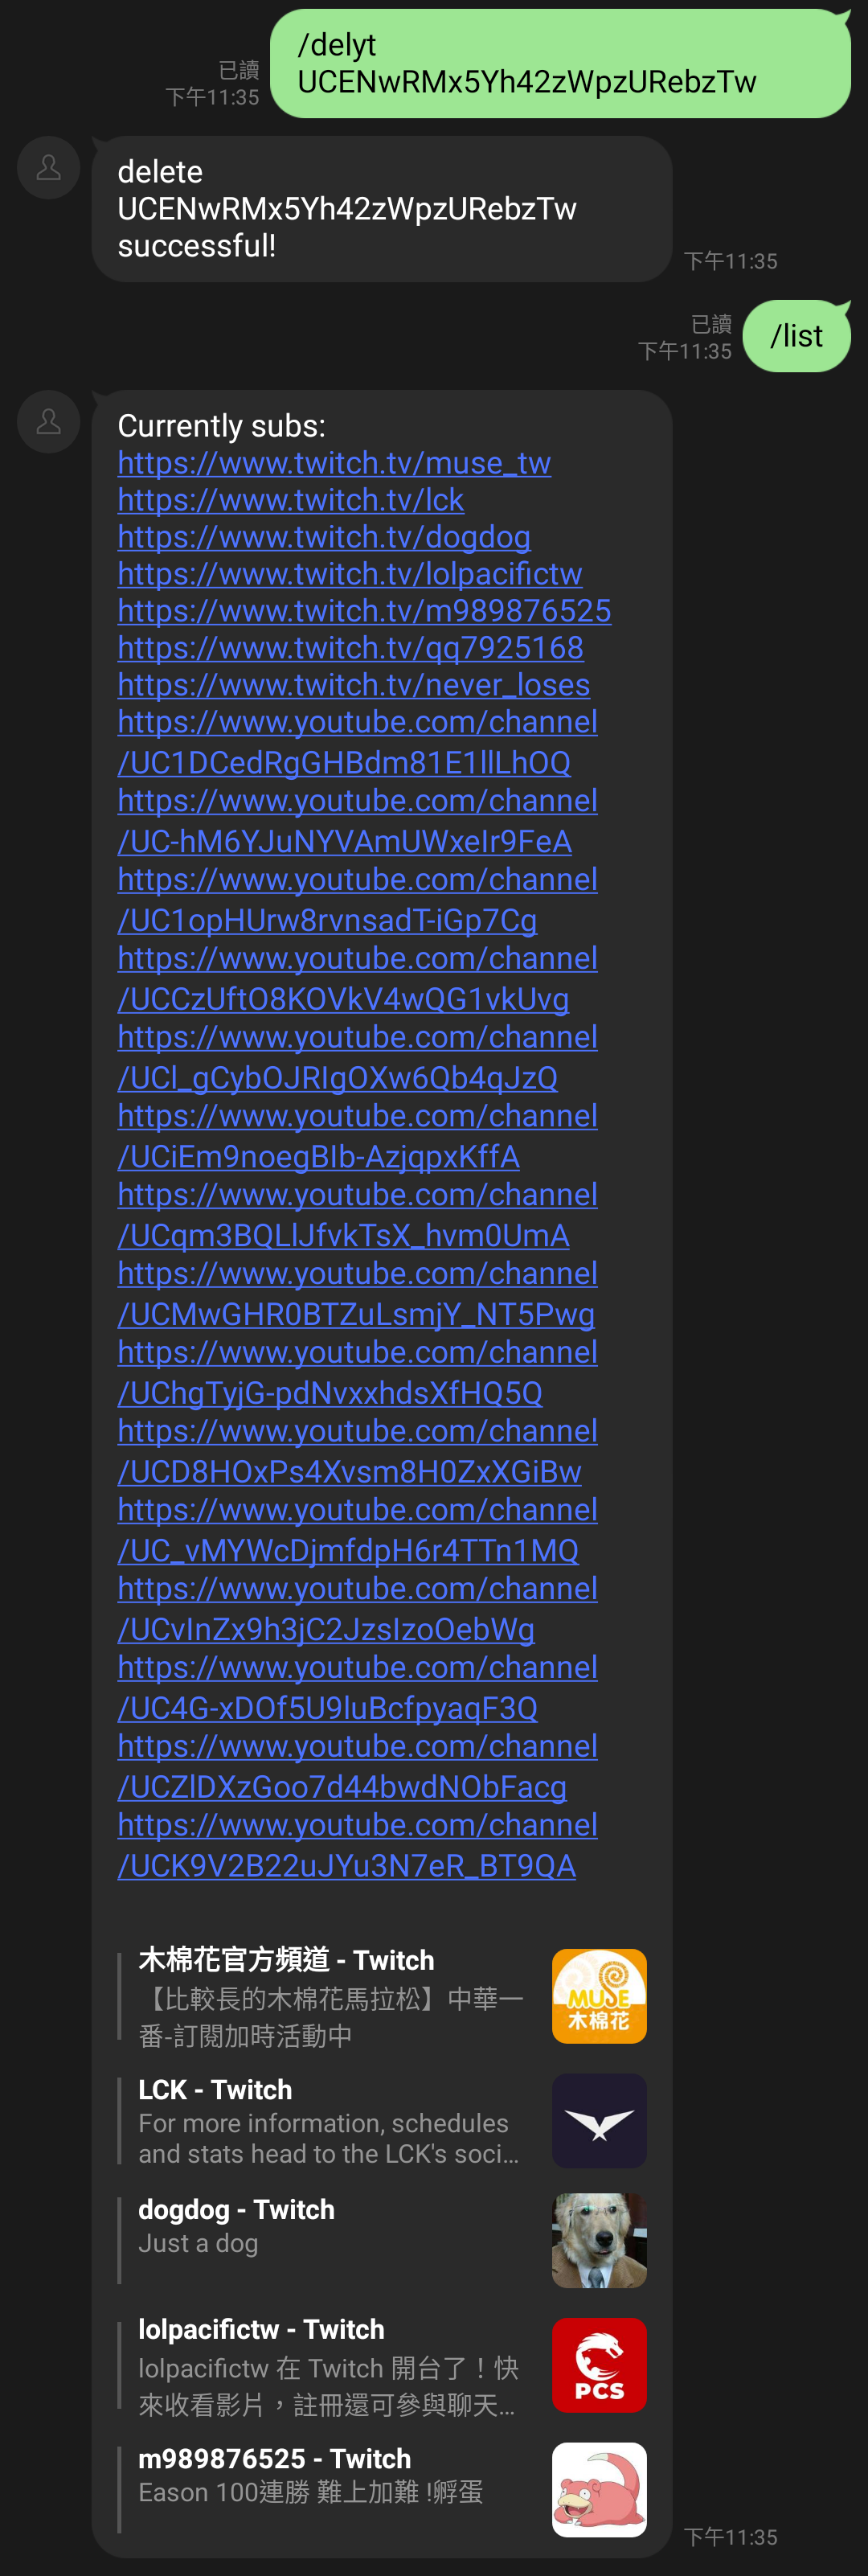 /delyt
UCENwRMx5Yh42zWpzURebzTw
已讀
下午11:35
delete
UCENwRMx5Yh42zWpzURebzTw
successful!
下午11:35
已讀
下午11:35
/list
Currently subs:
https://www.twitch.tv/muse_tw
https://www.twitch.tv/lck
https://www.twitch.tv/dogdog
https://www.twitch.tv/lolpacifictw
https://www.twitch.tv/m989876525
https://www.twitch.tv/qq7925168
https://www.twitch.tv/never_loses
https://www.youtube.com/channel
/UC1DCedRgGHBdm81E1llLhOQ
https://www.youtube.com/channel
/UC-hM6YJuNYVAmUWxeIr9FeA
https://www.youtube.com/channel
/UC1opHUrw8rvnsadT-iGp7Cg
https://www.youtube.com/channel
/UCCzUftO8KOVkV4wQG1vkUvg
https://www.youtube.com/channel
/UCl_gCybOJRIgOXw6Qb4qJzQ
https://www.youtube.com/channel
/UCiEm9noegBIb-AzjqpxKffA
https://www.youtube.com/channel
/UCqm3BQLlJfvkTsX_hvm0UmA
https://www.youtube.com/channel
/UCMwGHR0BTZuLsmjY_NT5Pwg
https://www.youtube.com/channel
/UChgTyjG-pdNvxxhdsXfHQ5Q
https://www.youtube.com/channel
/UCD8HOxPs4Xvsm8H0ZxXGiBw
https://www.youtube.com/channel
/UC_vMYWcDjmfdpH6r4TTn1MQ
https://www.youtube.com/channel
/UCvInZx9h3jC2JzsIzoOebWg
https://www.youtube.com/channel
/UC4G-xDOf5U9luBcfpyaqF3Q
https://www.youtube.com/channel
/UCZlDXzGoo7d44bwdNObFacg
https://www.youtube.com/channel
/UCK9V2B22uJYu3N7eR_BT9QA
木棉花官方頻道 - Twitch
【比較長的木棉花馬拉松】中華一
番-訂閱加時活動中
MUSE
木棉花
LCK - Twitch
For more information, schedules
and stats head to the LCK's soci...
dogdog - Twitch
Just a dog
lolpacifictw - Twitch
lolpacifictw 在 Twitch 開台了！快
來收看影片，註冊還可參與聊天...
PCS
m989876525 - Twitch
Eason 100連勝 難上加難 !孵蛋
下午11:35